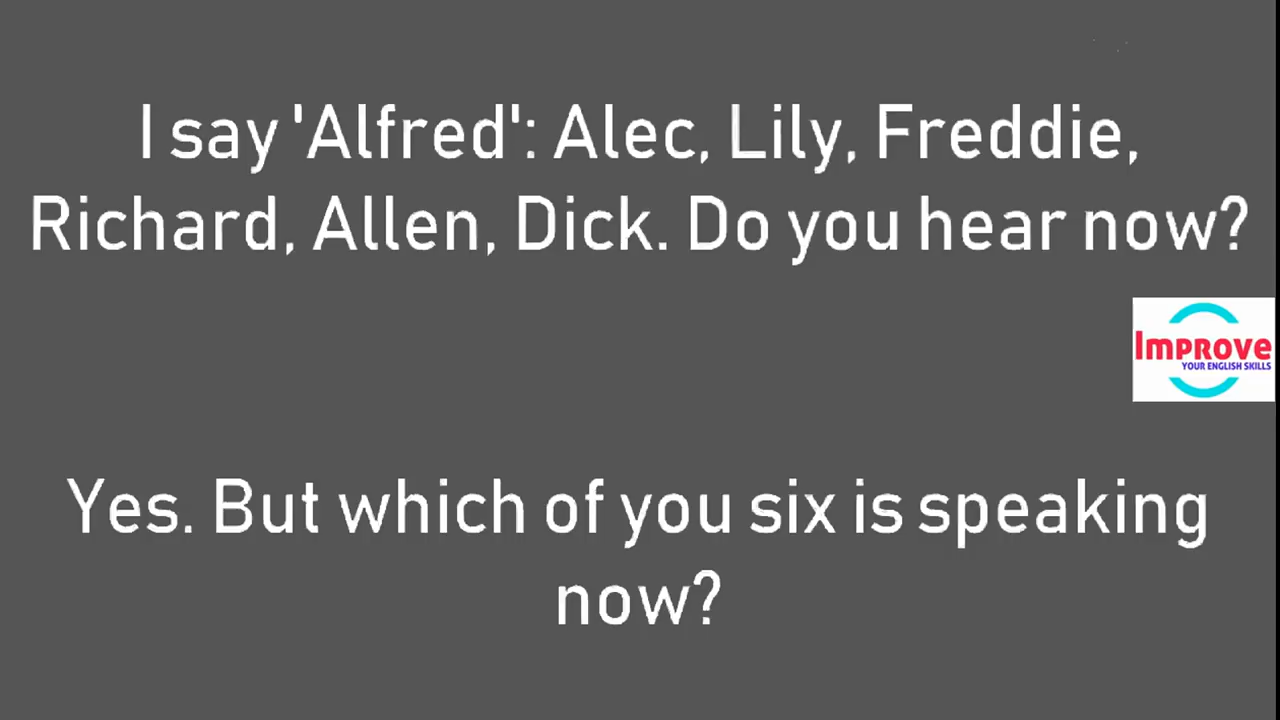 I say 'Alfred': Alec, Lily, Freddie,
Richard, Allen, Dick. Do you hear now?
Improve
YOUR ENGLISH SKILLS
Yes. But which of you six is speaking
now?